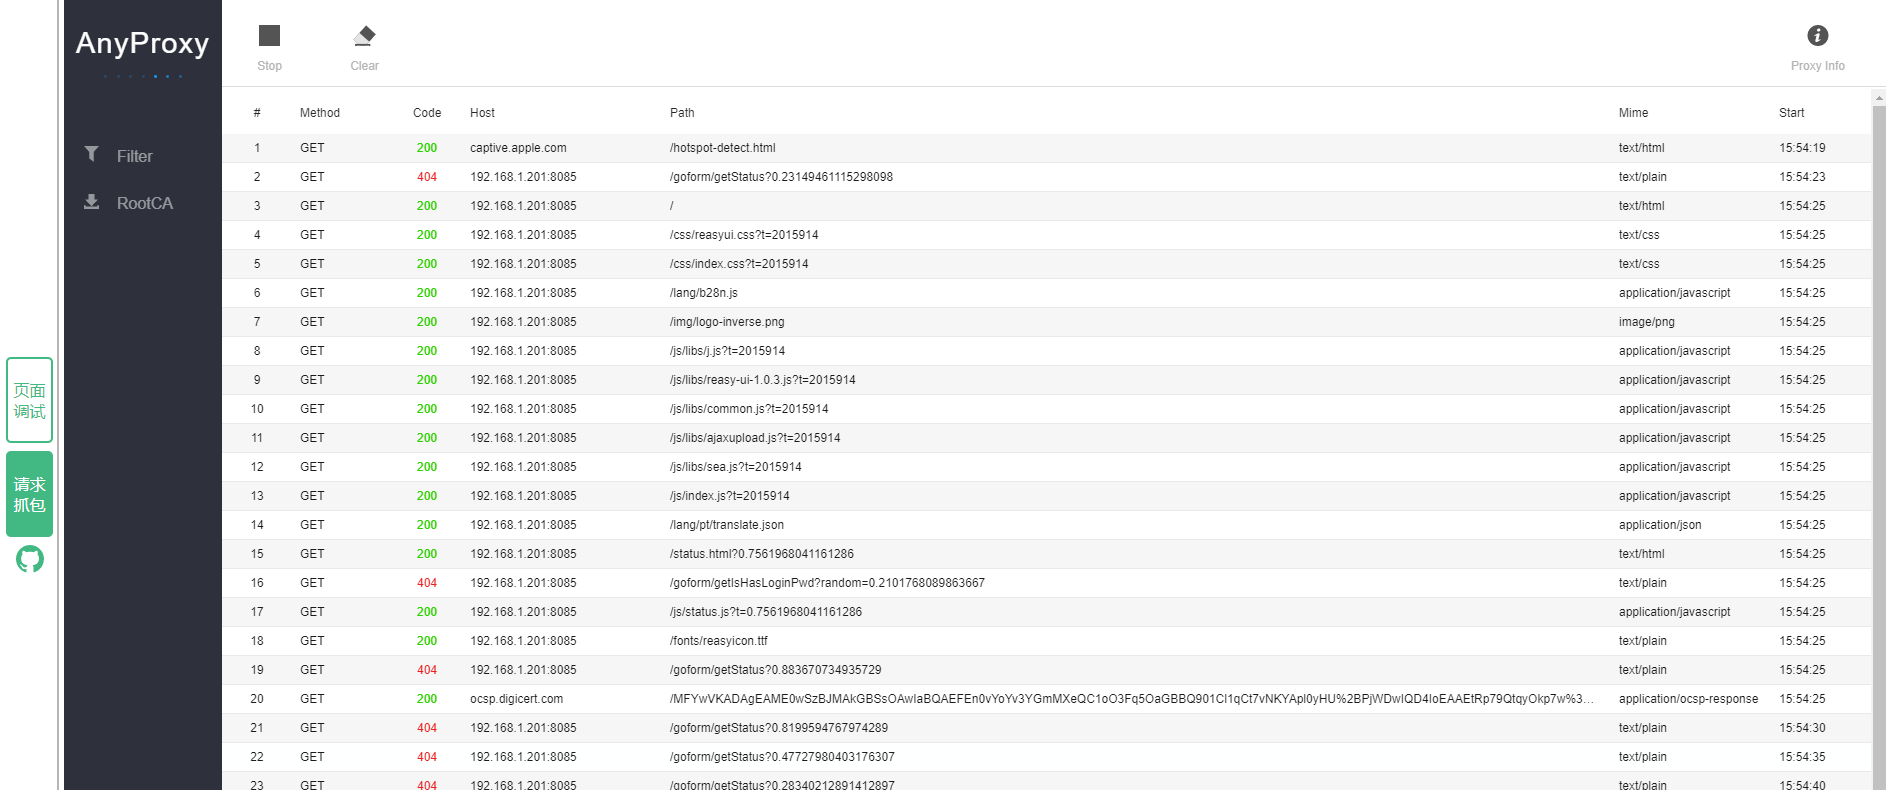 AnyProxy
Stop
Clear
Proxy Info
Filter
RootCA
页面
调试
请求
抓包
# Method Code Host Path Mime Start
1 GET 200 captive.apple.com /hotspot-detect.html text/html 15:54:19
2 GET 404 192.168.1.201:8085 /goform/getStatus?0.23149461115298098 text/plain 15:54:23
3 GET 200 192.168.1.201:8085 / text/html 15:54:25
4 GET 200 192.168.1.201:8085 /css/reasyui.css?t=2015914 text/css 15:54:25
5 GET 200 192.168.1.201:8085 /css/index.css?t=2015914 text/css 15:54:25
6 GET 200 192.168.1.201:8085 /lang/b28n.js application/javascript 15:54:25
7 GET 200 192.168.1.201:8085 /img/logo-inverse.png image/png 15:54:25
8 GET 200 192.168.1.201:8085 /js/libs/j.js?t=2015914 application/javascript 15:54:25
9 GET 200 192.168.1.201:8085 /js/libs/reasy-ui-1.0.3.js?t=2015914 application/javascript 15:54:25
10 GET 200 192.168.1.201:8085 /js/libs/common.js?t=2015914 application/javascript 15:54:25
11 GET 200 192.168.1.201:8085 /js/libs/ajaxupload.js?t=2015914 application/javascript 15:54:25
12 GET 200 192.168.1.201:8085 /js/libs/sea.js?t=2015914 application/javascript 15:54:25
13 GET 200 192.168.1.201:8085 /js/index.js?t=2015914 application/javascript 15:54:25
14 GET 200 192.168.1.201:8085 /lang/pt/translate.json application/json 15:54:25
15 GET 200 192.168.1.201:8085 /status.html?0.7561968041161286 text/html 15:54:25
16 GET 404 192.168.1.201:8085 /goform/getIsHasLoginPwd?random=0.2101768089863667 text/plain 15:54:25
17 GET 200 192.168.1.201:8085 /js/status.js?t=0.7561968041161286 application/javascript 15:54:25
18 GET 200 192.168.1.201:8085 /fonts/reasyicon.ttf text/plain 15:54:25
19 GET 404 192.168.1.201:8085 /goform/getStatus?0.883670734935729 text/plain 15:54:25
20 GET 200 ocsp.digicert.com /MFYwVKADAgEAME0wSzBJMAkGBSsOAwIaBQAEFEn0vYoYv3YGmMXeQC1oO3Fq5OaGBBQ901Cl1qCt7vNKYApl0yHU%2BPjWDwIQD4IoEAAEtRp79QtqyOkp7w%3... application/ocsp-response 15:54:25
21 GET 404 192.168.1.201:8085 /goform/getStatus?0.8199594767974289 text/plain 15:54:30
22 GET 404 192.168.1.201:8085 /goform/getStatus?0.47727980403176307 text/plain 15:54:35
23 GET 404 192.168.1.201:8085 /goform/getStatus?0.28340212891412897 text/plain 15:54:40